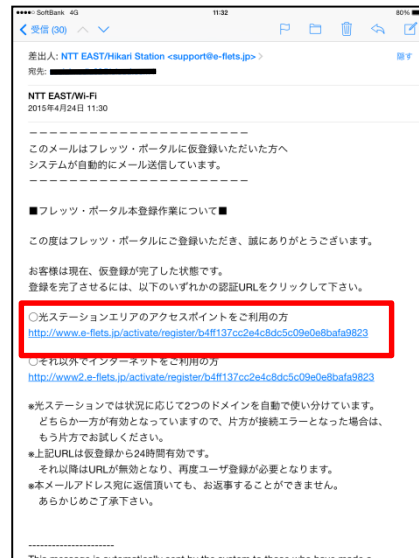 SoftBank 4G 11:32 80%
受信 (30)
差出人: NTT EAST/Hikari Station <support@e-flets.jp>
隠す
宛先:
NTT EAST/Wi-Fi
2015年4月24日 11:30
－－－－－－－－－－－－－－－－－－－－－－
このメールはフレッツ・ポータルに仮登録いただいた方へ
システムが自動的にメール送信しています。
－－－－－－－－－－－－－－－－－－－－－－
■フレッツ・ポータル本登録作業について■
この度はフレッツ・ポータルにご登録いただき、誠にありがとうございます。
お客様は現在、仮登録が完了した状態です。
登録を完了させるには、以下のいずれかの認証URLをクリックして下さい。
○光ステーションエリアのアクセスポイントをご利用の方
http://www.e-flets.jp/activate/register/b4ff137cc2e4c8dc5c09e0e8bafa9823
○それ以外でインターネットをご利用の方
http://www2.e-flets.jp/activate/register/b4ff137cc2e4c8dc5c09e0e8bafa9823
※光ステーションでは状況に応じて2つのドメインを自動で使い分けています。
どちらか一方が有効となっていますので、片方が接続エラーとなった場合は、
もう片方でお試しください。
※上記URLは仮登録から24時間有効です。
それ以降はURLが無効となり、再度ユーザ登録が必要となります。
※本メールアドレス宛に返信頂いても、お返事することができません。
あらかじめご了承下さい。
----------------------
This message is automatically sent by the system to those who have made a